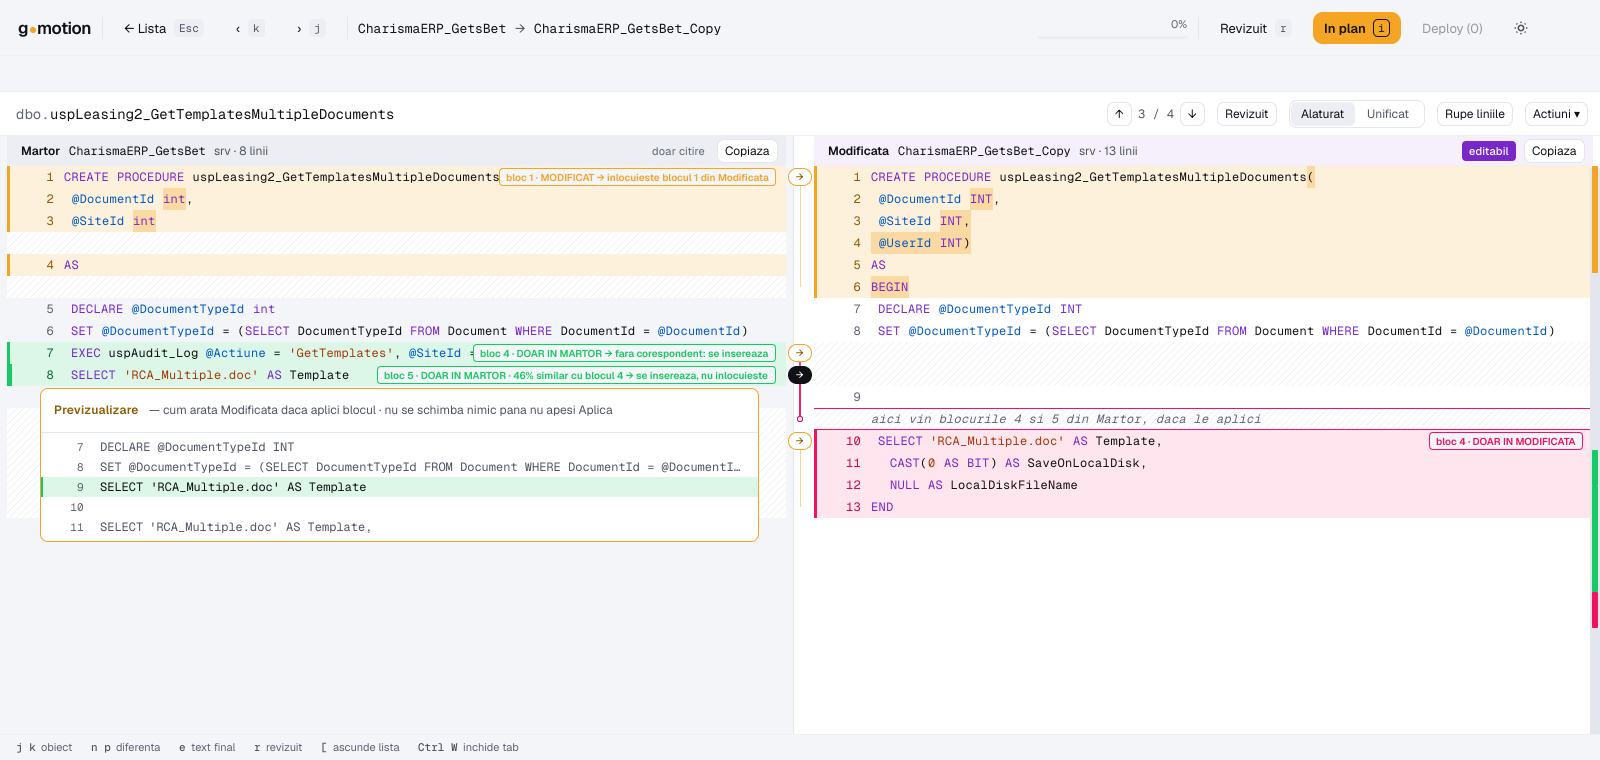 g•motion
← Lista Esc ‹ k › j CharismaERP_GetsBet → CharismaERP_GetsBet_Copy 0% Revizuit r In plan i Deploy (0)
dbo.uspLeasing2_GetTemplatesMultipleDocuments ↑ 3 / 4 ↓ Revizuit Alaturat Unificat Rupe liniile Actiuni ▾
Martor CharismaERP_GetsBet srv · 8 linii doar citire Copiaza
1 CREATE PROCEDURE uspLeasing2_GetTemplatesMultipleDocuments bloc 1 · MODIFICAT → inlocuieste blocul 1 din Modificata
2 @DocumentId int,
3 @SiteId int
4 AS
5 DECLARE @DocumentTypeId int
6 SET @DocumentTypeId = (SELECT DocumentTypeId FROM Document WHERE DocumentId = @DocumentId)
7 EXEC uspAudit_Log @Actiune = 'GetTemplates', @SiteId = bloc 4 · DOAR IN MARTOR → fara corespondent: se insereaza
8 SELECT 'RCA_Multiple.doc' AS Template bloc 5 · DOAR IN MARTOR · 46% similar cu blocul 4 → se insereaza, nu inlocuieste
Previzualizare — cum arata Modificata daca aplici blocul · nu se schimba nimic pana nu apesi Aplica
7 DECLARE @DocumentTypeId INT
8 SET @DocumentTypeId = (SELECT DocumentTypeId FROM Document WHERE DocumentId = @DocumentI…
9 SELECT 'RCA_Multiple.doc' AS Template
10
11 SELECT 'RCA_Multiple.doc' AS Template,
→
→
→
→
Modificata CharismaERP_GetsBet_Copy srv · 13 linii editabil Copiaza
1 CREATE PROCEDURE uspLeasing2_GetTemplatesMultipleDocuments(
2 @DocumentId INT,
3 @SiteId INT,
4 @UserId INT)
5 AS
6 BEGIN
7 DECLARE @DocumentTypeId INT
8 SET @DocumentTypeId = (SELECT DocumentTypeId FROM Document WHERE DocumentId = @DocumentId)
9
aici vin blocurile 4 si 5 din Martor, daca le aplici
10 SELECT 'RCA_Multiple.doc' AS Template, bloc 4 · DOAR IN MODIFICATA
11 CAST(0 AS BIT) AS SaveOnLocalDisk,
12 NULL AS LocalDiskFileName
13 END
j k obiect n p diferenta e text final r revizuit [ ascunde lista Ctrl W inchide tab